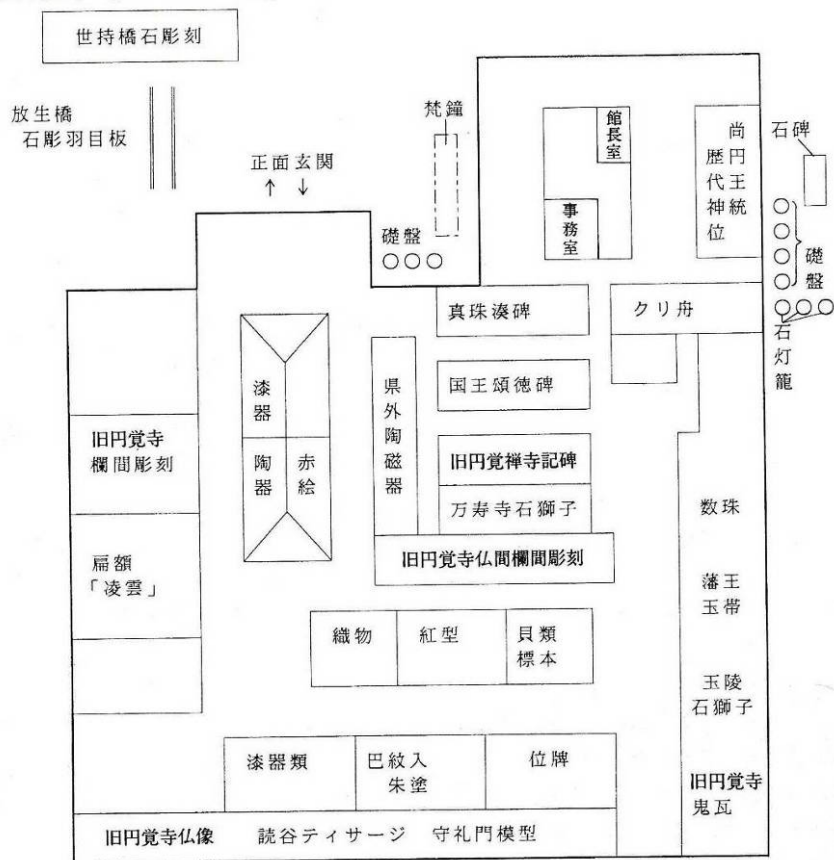 世持橋石彫刻
放生橋
石彫羽目板
正面玄関
↑ ↓
梵鐘
礎盤
館長室
事務室
尚円王統
歴代神位
石碑
礎盤
石灯籠
真珠湊碑
クリ舟
国王頌徳碑
旧円覚禅寺記碑
万寿寺石獅子
旧円覚寺仏間欄間彫刻
県外陶磁器
漆器
陶器
赤絵
旧円覚寺
欄間彫刻
扁額
「凌雲」
数珠
藩王
玉帯
玉陵
石獅子
旧円覚寺
鬼瓦
織物
紅型
貝類
標本
漆器類
巴紋入
朱塗
位牌
旧円覚寺仏像 読谷ティサージ 守礼門模型